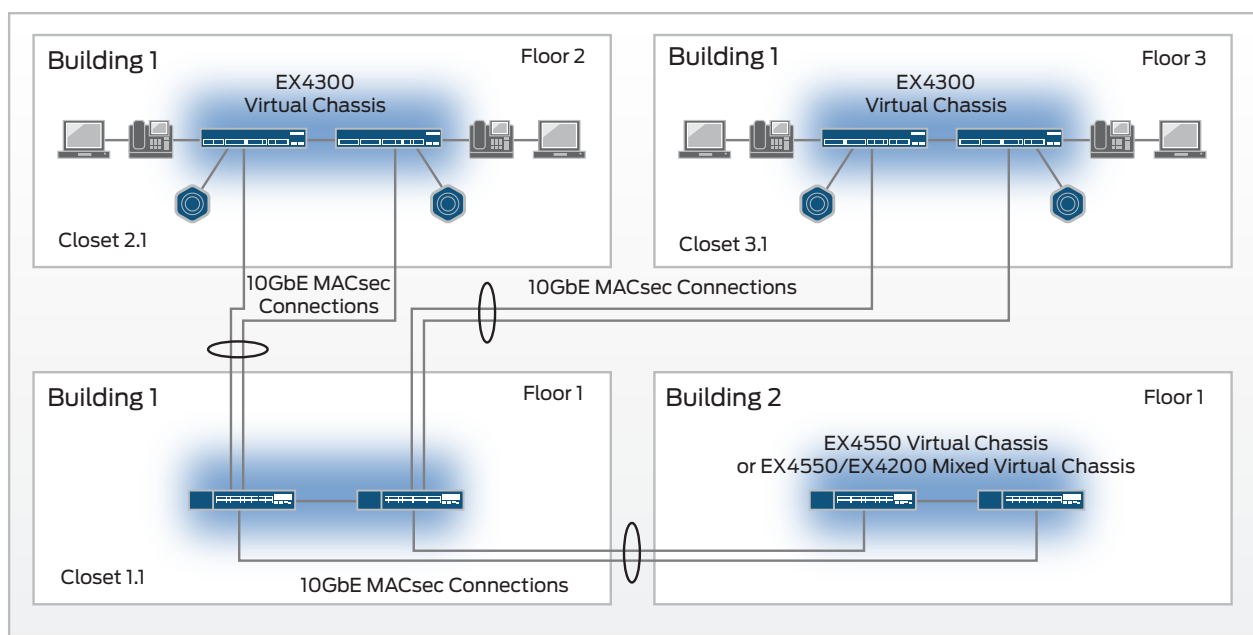 Building 1
Floor 2
EX4300
Virtual Chassis
Closet 2.1
Building 1
Floor 3
EX4300
Virtual Chassis
Closet 3.1
10GbE MACsec
Connections
10GbE MACsec Connections
Building 1
Floor 1
Closet 1.1
10GbE MACsec Connections
Building 2
Floor 1
EX4550 Virtual Chassis
or EX4550/EX4200 Mixed Virtual Chassis